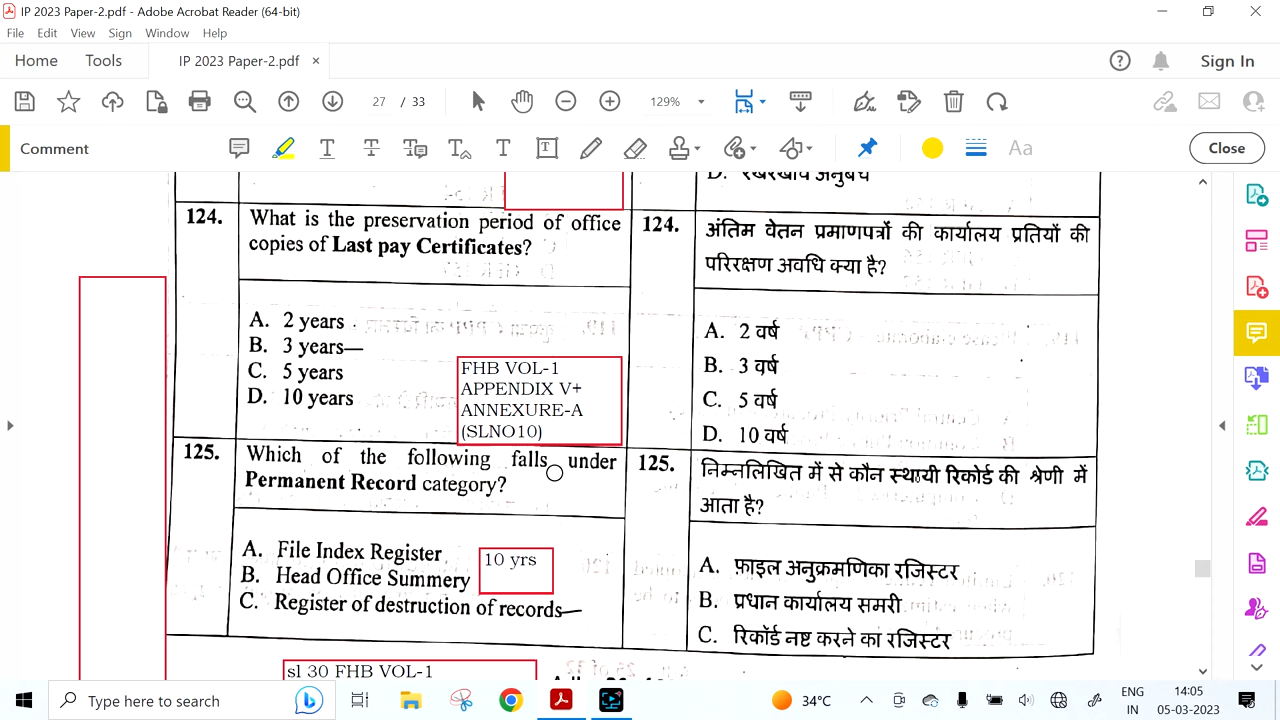 IP 2023 Paper-2.pdf - Adobe Acrobat Reader (64-bit)
File Edit View Sign Window Help
Home Tools IP 2023 Paper-2.pdf × Sign In
27 / 33 129%
Comment Aa Close
D. रखरखाव अनुबंध
124. What is the preservation period of office
copies of Last pay Certificates?
A. 2 years
B. 3 years
C. 5 years
D. 10 years
FHB VOL-1
APPENDIX V+
ANNEXURE-A
(SLNO10)
124. अंतिम वेतन प्रमाणपत्रों की कार्यालय प्रतियों की
परिरक्षण अवधि क्या है?
A. 2 वर्ष
B. 3 वर्ष
C. 5 वर्ष
D. 10 वर्ष
125. Which of the following falls under
Permanent Record category?
A. File Index Register
B. Head Office Summery
C. Register of destruction of records
10 yrs
125. निम्नलिखित में से कौन स्थायी रिकोर्ड की श्रेणी में
आता है?
A. फ़ाइल अनुक्रमणिका रजिस्टर
B. प्रधान कार्यालय समरी
C. रिकॉर्ड नष्ट करने का रजिस्टर
sl 30 FHB VOL-1
Type here to search
34°C
ENG
IN
14:05
05-03-2023